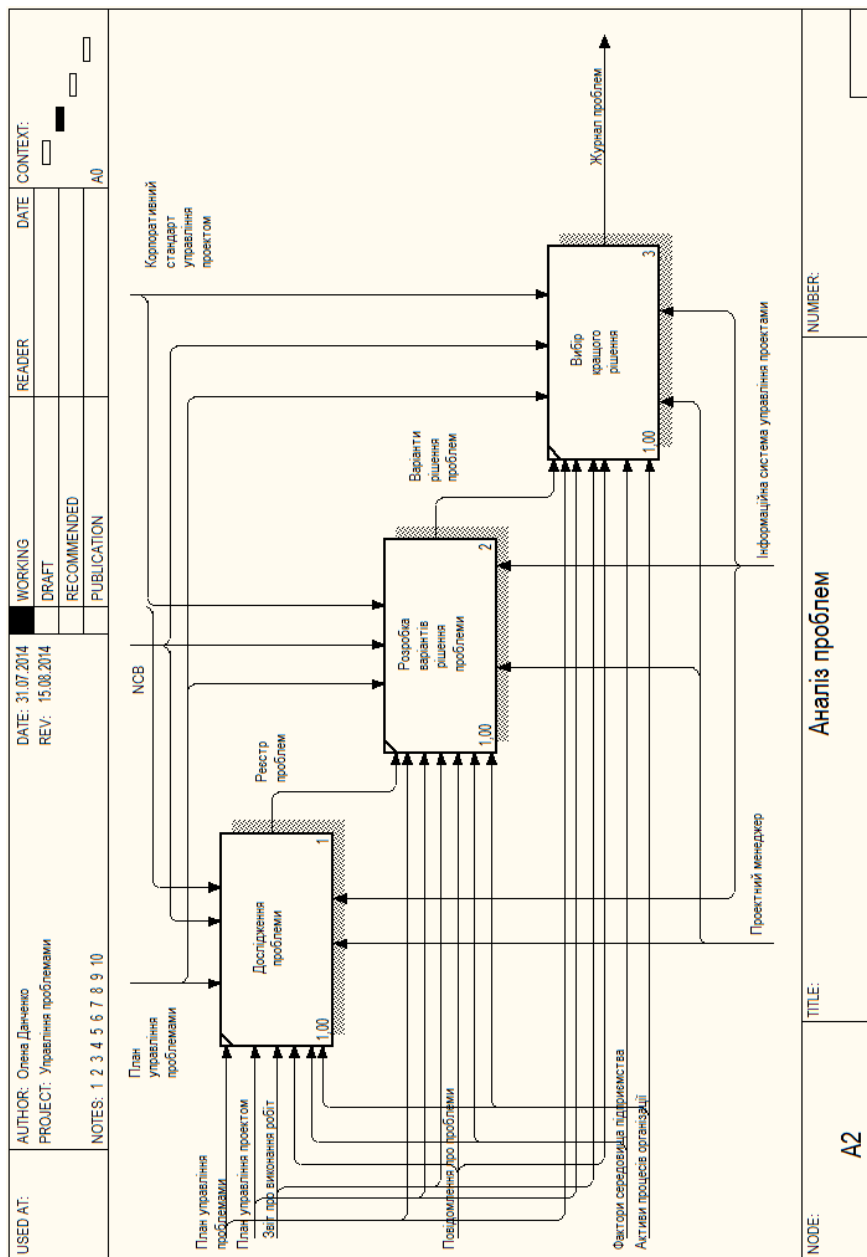 USED AT:
AUTHOR: Олена Данченко
PROJECT: Управління проблемами
NOTES: 1 2 3 4 5 6 7 8 9 10
DATE: 31.07.2014
REV: 15.08.2014
WORKING
DRAFT
RECOMMENDED
PUBLICATION
READER
DATE
CONTEXT:
A0
План
управління
проблемами
NCB
Корпоративний
стандарт
управління
проектом
План управління
проблемами
План управління проектом
Звіт про виконання робіт
Повідомлення про проблеми
Фактори середовища підприємства
Активи процесів організації
Дослідження
проблеми
1,00
1
Реєстр
проблем
Розробка
варіантів
рішення
проблеми
1,00
2
Варіанти
рішення
проблем
Вибір
кращого
рішення
1,00
3
Журнал проблем
Проектний менеджер
Інформаційна система управління проектами
NODE:
A2
TITLE:
Аналіз проблем
NUMBER: